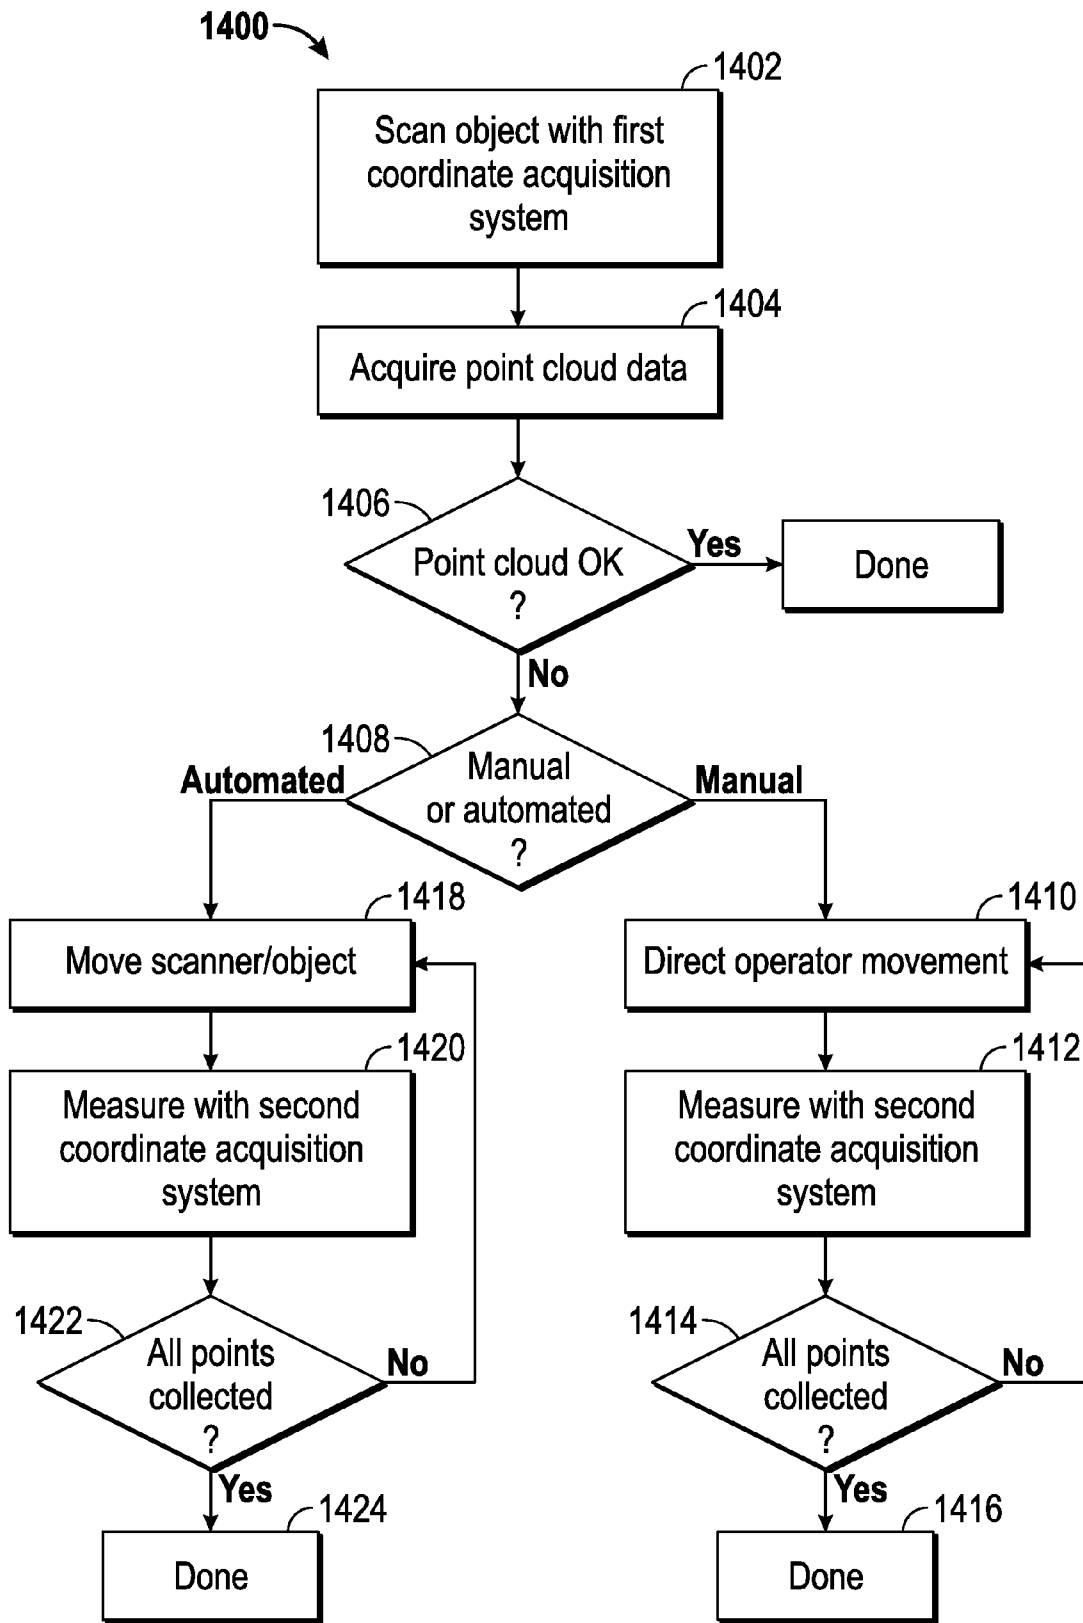 1400
1402
Scan object with first
coordinate acquisition
system
1404
Acquire point cloud data
1406
Point cloud OK
?
Yes
Done
No
1408
Manual
or automated
?
Automated
Manual
1418
Move scanner/object
1410
Direct operator movement
1420
Measure with second
coordinate acquisition
system
1412
Measure with second
coordinate acquisition
system
1422
All points
collected
?
No
1414
All points
collected
?
No
Yes
1424
Done
Yes
1416
Done